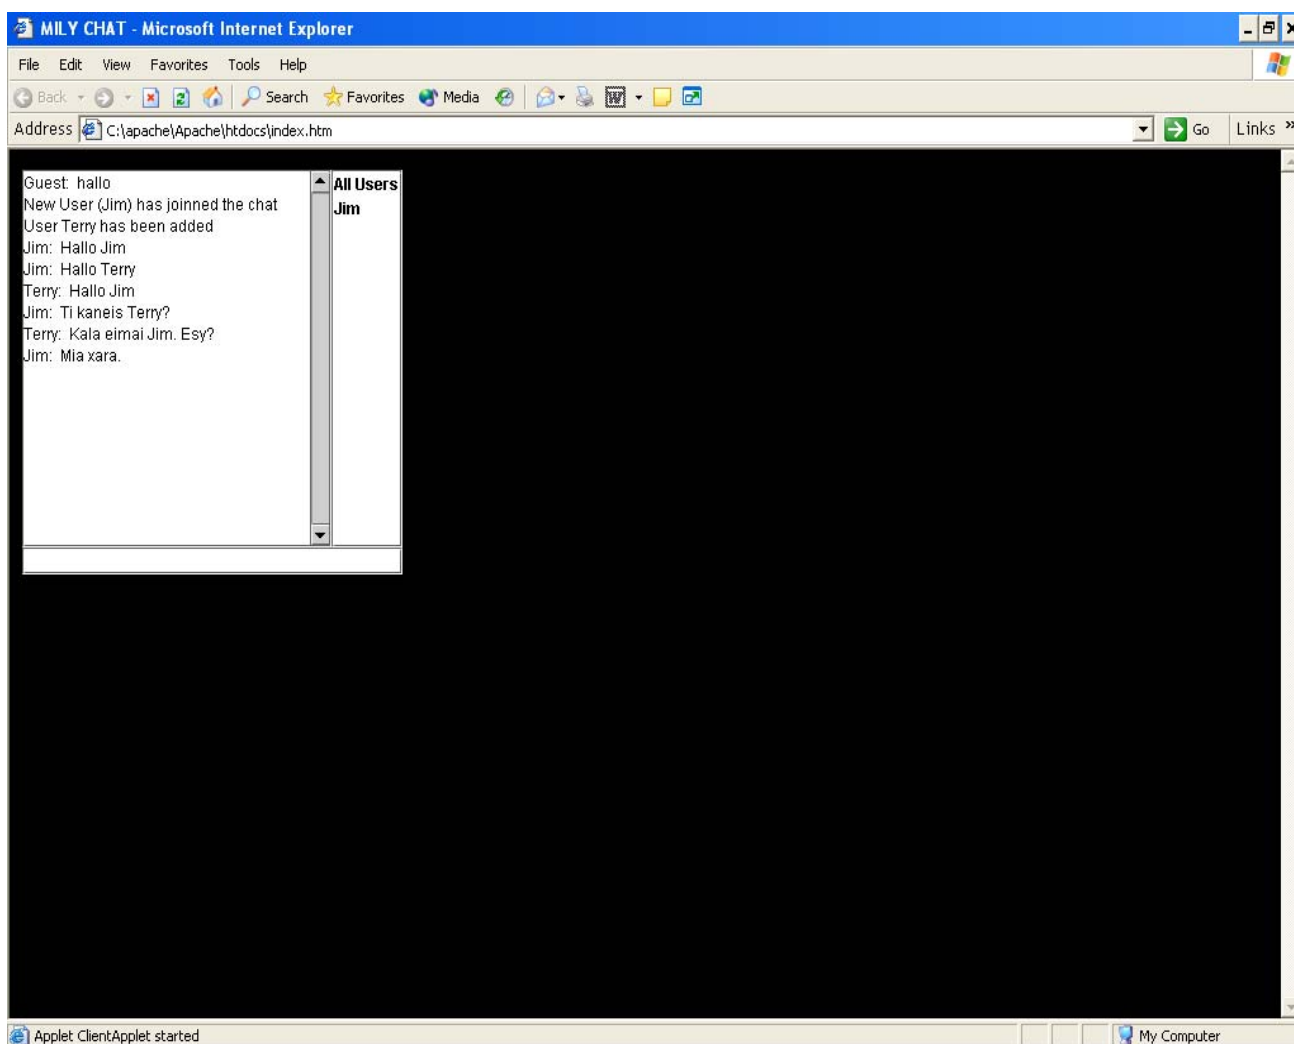 MILY CHAT - Microsoft Internet Explorer
File Edit View Favorites Tools Help
Back Search Favorites Media
Address C:\apache\Apache\htdocs\index.htm Go Links »
Guest: hallo
New User (Jim) has joinned the chat
User Terry has been added
Jim: Hallo Jim
Jim: Hallo Terry
Terry: Hallo Jim
Jim: Ti kaneis Terry?
Terry: Kala eimai Jim. Esy?
Jim: Mia xara.
All Users
Jim
Applet ClientApplet started My Computer